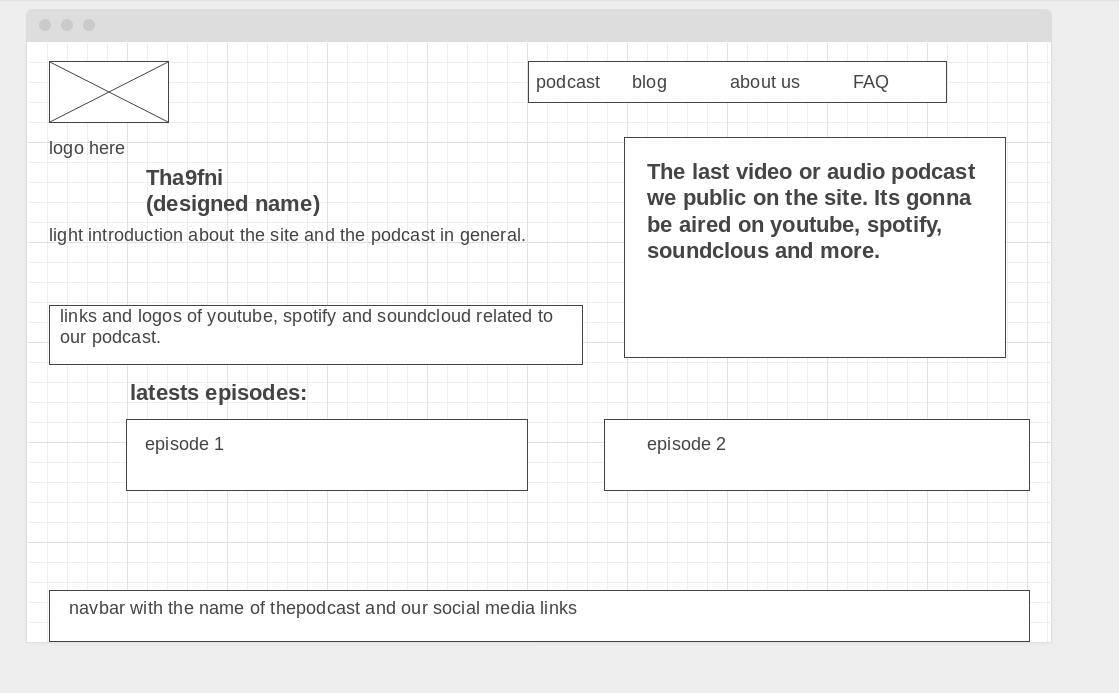 podcast blog about us FAQ
logo here
Tha9fni
(designed name)
light introduction about the site and the podcast in general.
The last video or audio podcast
we public on the site. Its gonna
be aired on youtube, spotify,
soundclous and more.
links and logos of youtube, spotify and soundcloud related to
our podcast.
latests episodes:
episode 1
episode 2
navbar with the name of thepodcast and our social media links